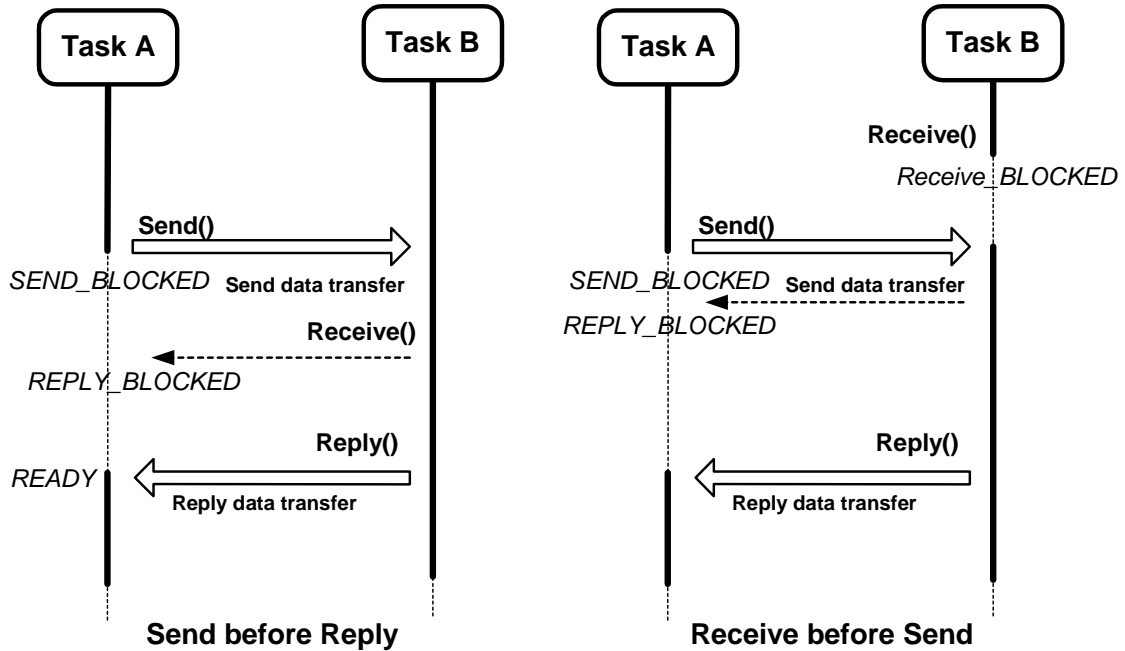 Task A
Task B
Send()
SEND_BLOCKED
Send data transfer
Receive()
REPLY_BLOCKED
Reply()
READY
Reply data transfer
Send before Reply
Task A
Task B
Receive()
Receive_BLOCKED
Send()
SEND_BLOCKED
Send data transfer
REPLY_BLOCKED
Reply()
Reply data transfer
Receive before Send